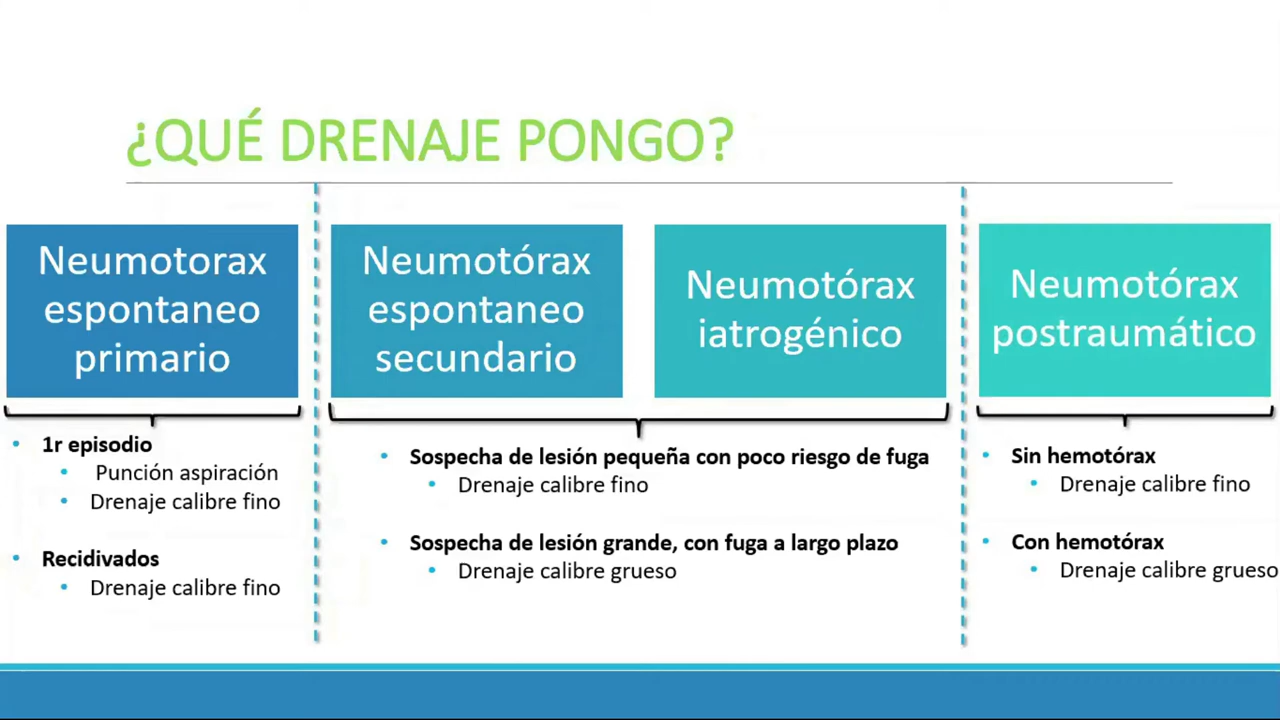 ¿QUÉ DRENAJE PONGO?
Neumotorax
espontaneo
primario
• 1r episodio
• Punción aspiración
• Drenaje calibre fino
• Recidivados
• Drenaje calibre fino
Neumotórax
espontaneo
secundario
Neumotórax
iatrogénico
• Sospecha de lesión pequeña con poco riesgo de fuga
• Drenaje calibre fino
• Sospecha de lesión grande, con fuga a largo plazo
• Drenaje calibre grueso
Neumotórax
postraumático
• Sin hemotórax
• Drenaje calibre fino
• Con hemotórax
• Drenaje calibre grueso